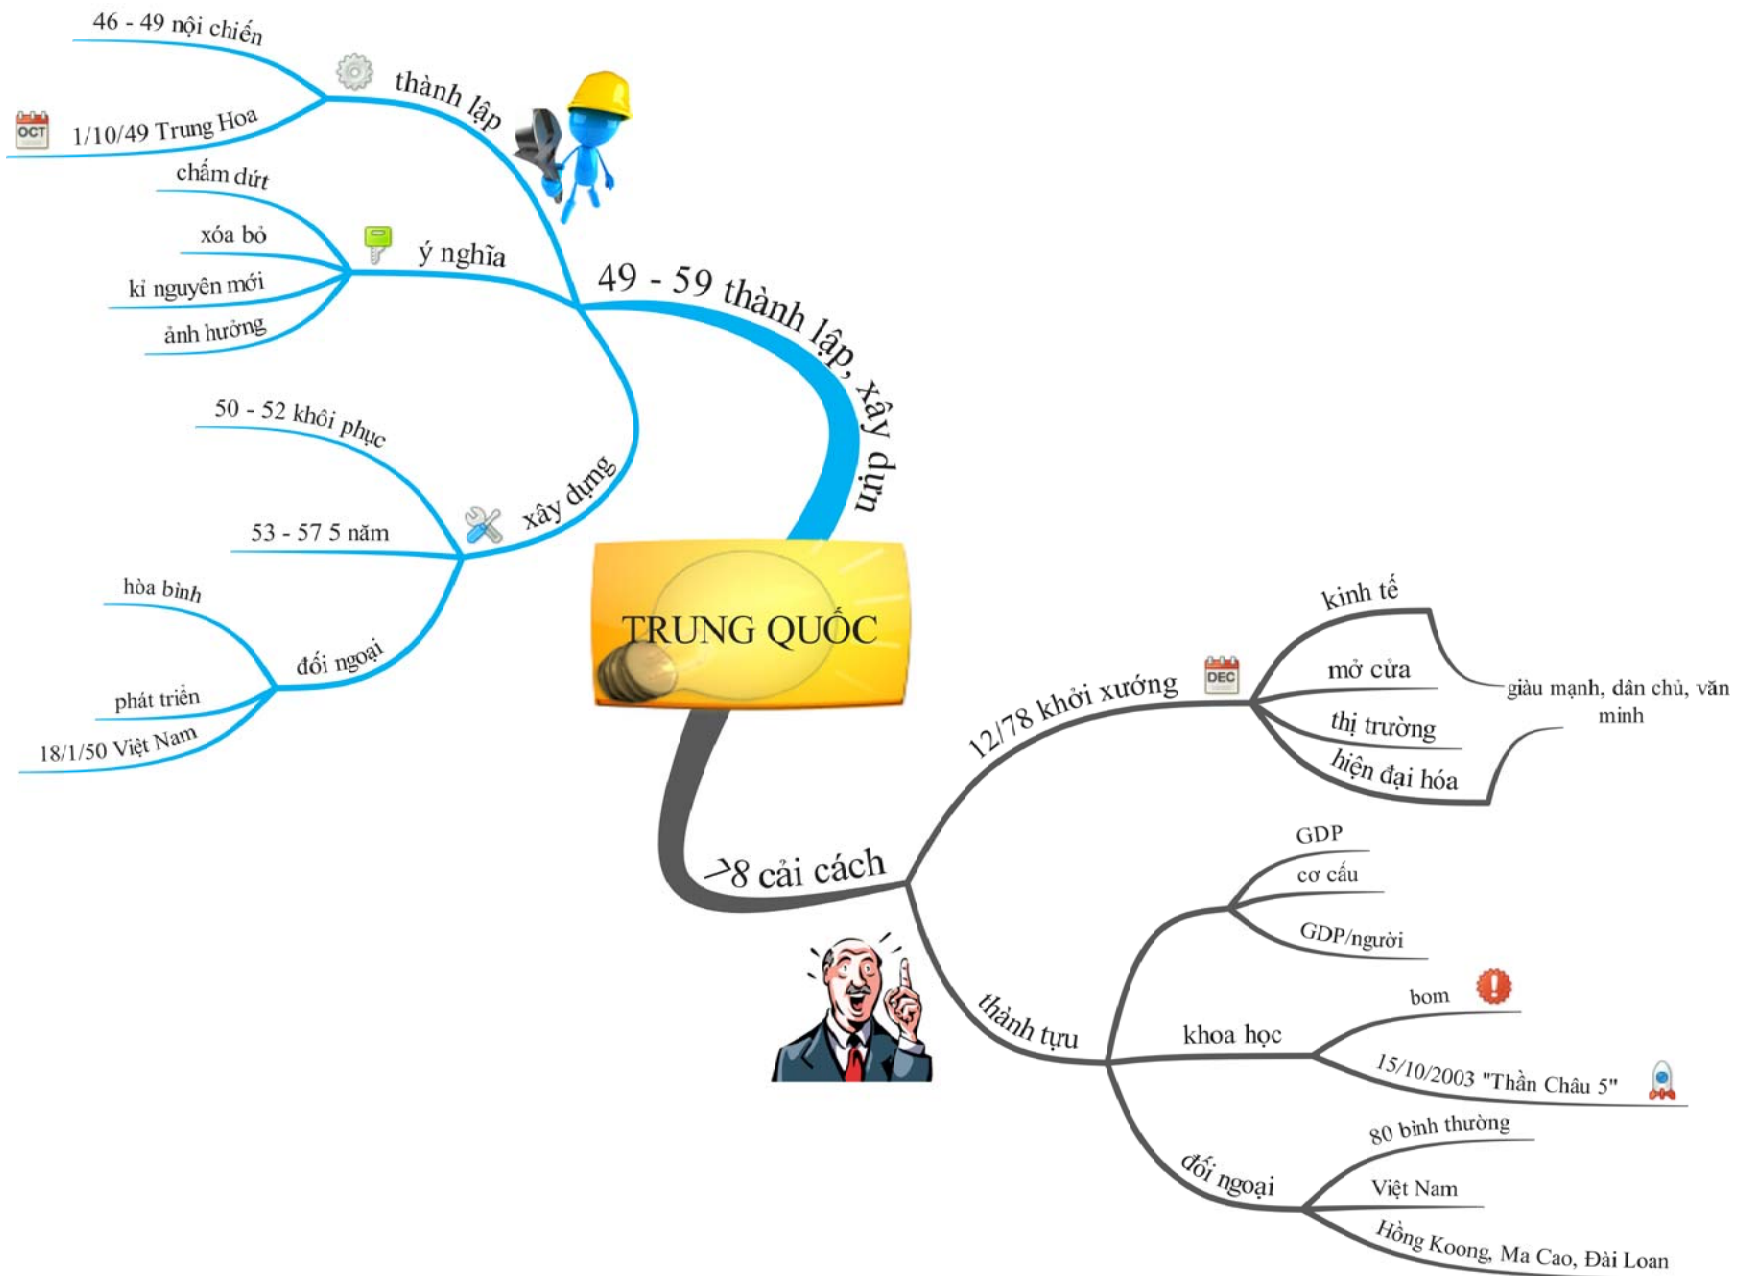 TRUNG QUỐC
49 - 59 thành lập, xây dựn
thành lập
46 - 49 nội chiến
OCT
1/10/49 Trung Hoa
ý nghĩa
chấm dứt
xóa bỏ
kỉ nguyên mới
ảnh hưởng
xây dựng
50 - 52 khôi phục
53 - 57 5 năm
đối ngoại
hòa bình
phát triển
18/1/50 Việt Nam
78 cải cách
12/78 khởi xướng
DEC
kinh tế
mở cửa
thị trường
hiện đại hóa
giàu mạnh, dân chủ, văn
minh
thành tựu
GDP
cơ cấu
GDP/người
khoa học
bom
15/10/2003 "Thần Châu 5"
đối ngoại
80 bình thường
Việt Nam
Hồng Koong, Ma Cao, Đài Loan